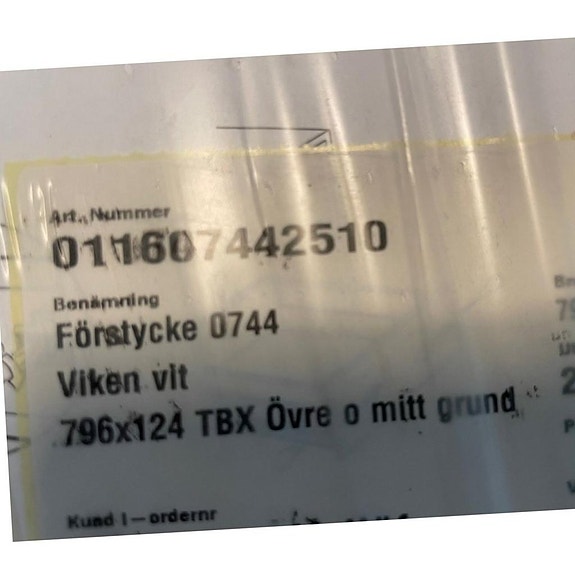 Art. Nummer
011607442510
Benämning
Förstycke 0744
Viken vit
796x124 TBX Övre o mitt grund
Kund I-ordernr